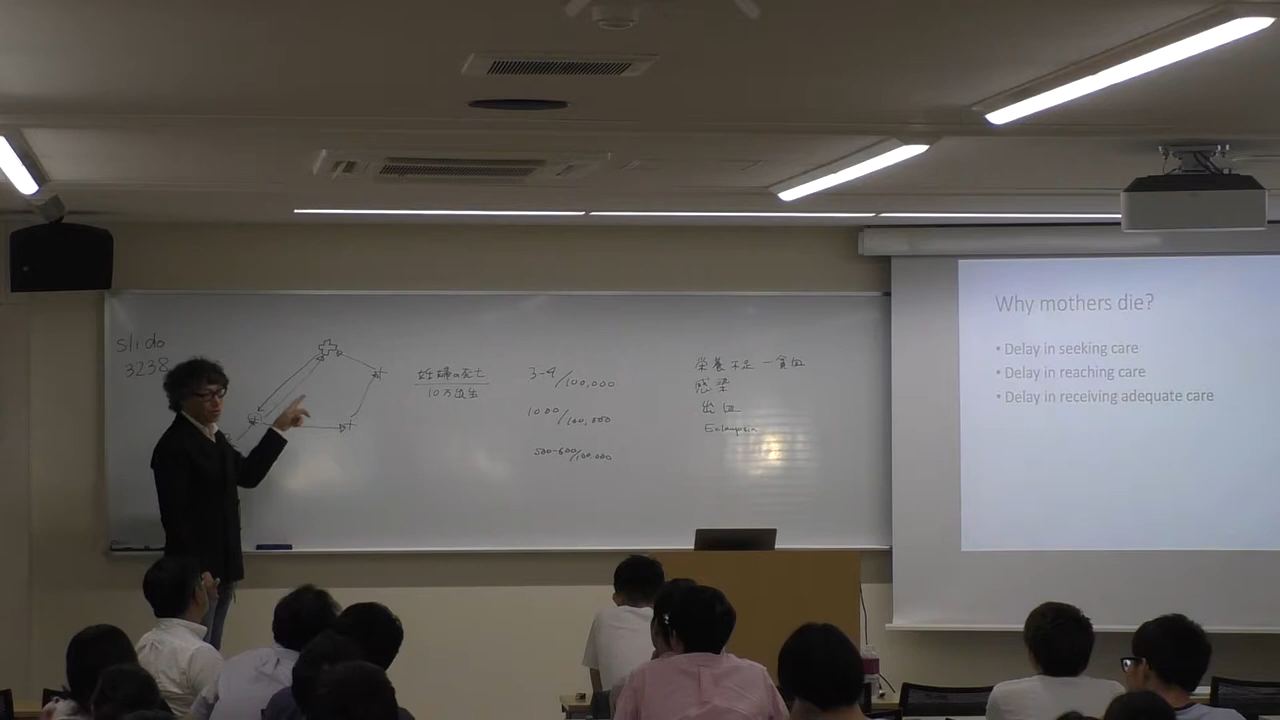 slido
3238
妊婦の死亡
10万出生
3-4/100,000
1000/100,000
500-600/100,000
栄養不足 - 貧血
感染
出血
Eclampsia
Why mothers die?
• Delay in seeking care
• Delay in reaching care
• Delay in receiving adequate care